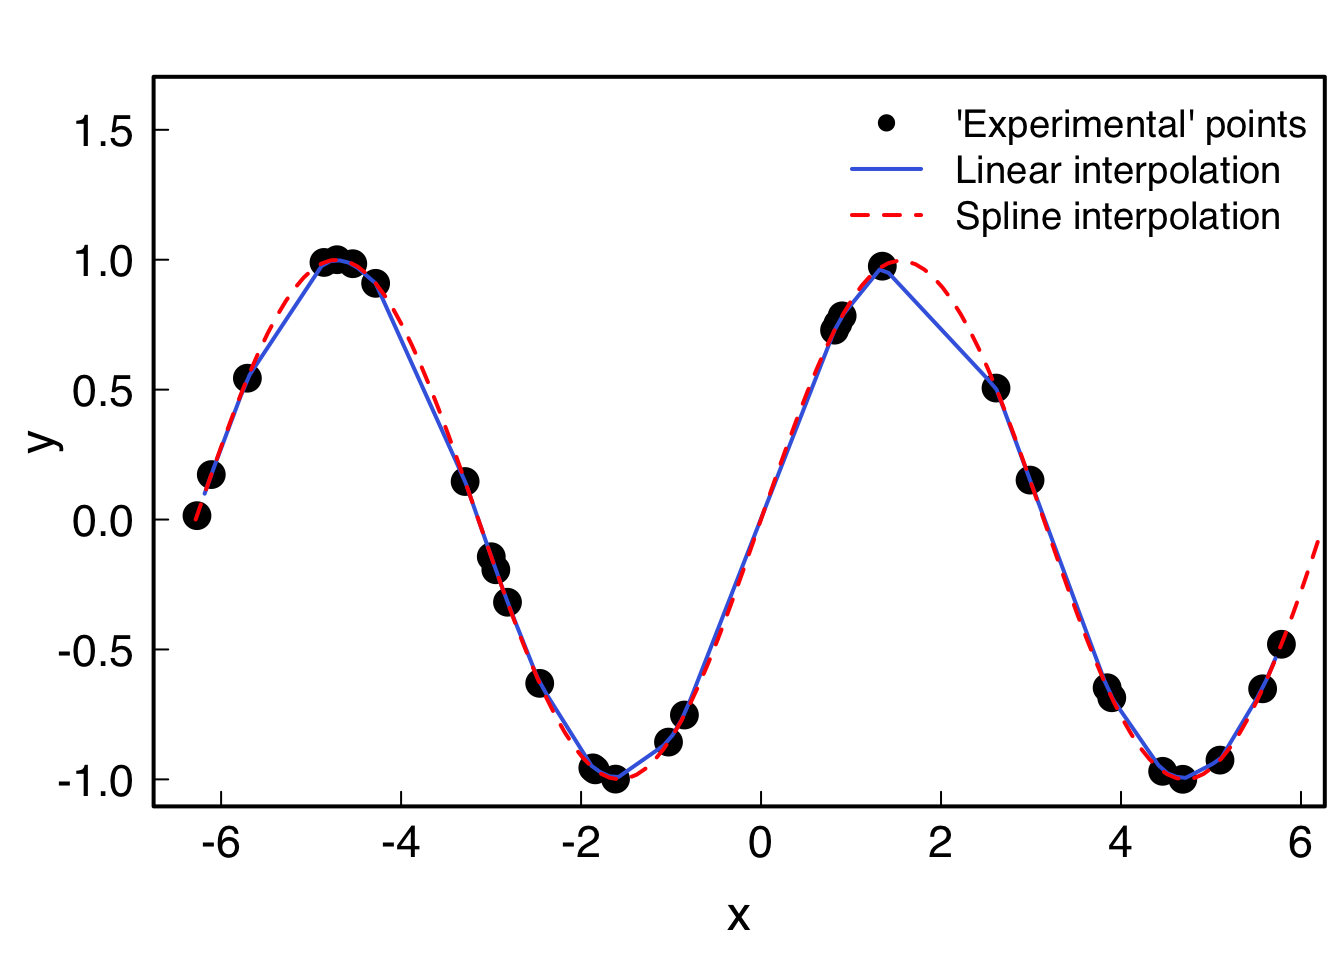 'Experimental' points
Linear interpolation
Spline interpolation
1.5
1.0
0.5
0.0
-0.5
-1.0
y
-6 -4 -2 0 2 4 6
x